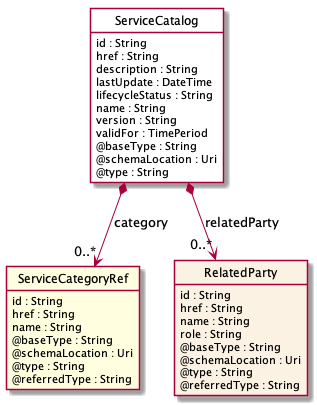 ServiceCatalog
id : String
href : String
description : String
lastUpdate : DateTime
lifecycleStatus : String
name : String
version : String
validFor : TimePeriod
@baseType : String
@schemaLocation : Uri
@type : String
category
relatedParty
0..*
0..*
ServiceCategoryRef
id : String
href : String
name : String
@baseType : String
@schemaLocation : Uri
@type : String
@referredType : String
RelatedParty
id : String
href : String
name : String
role : String
@baseType : String
@schemaLocation : Uri
@type : String
@referredType : String